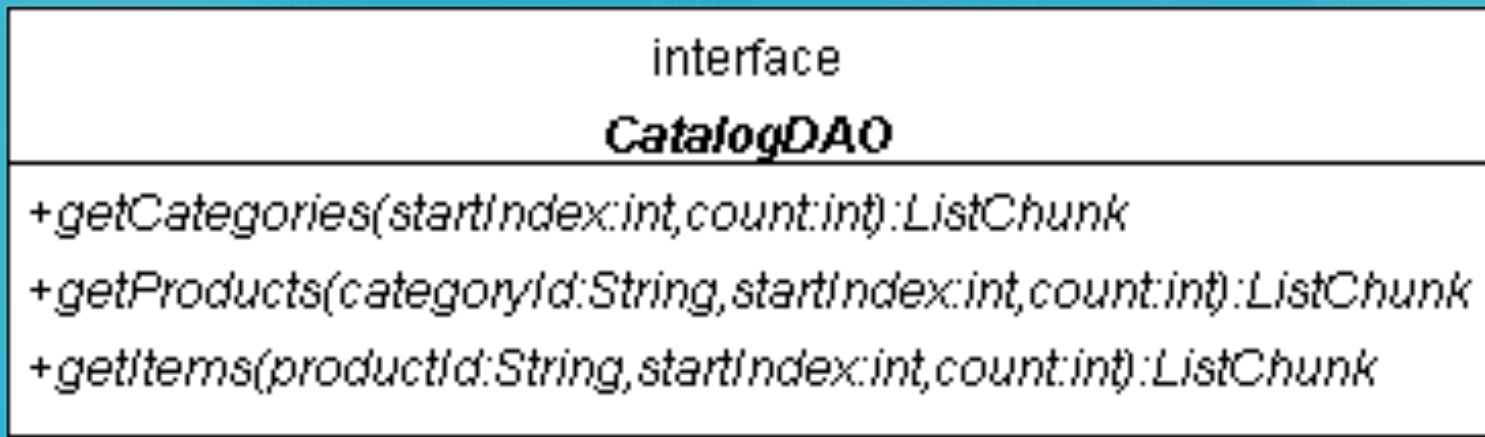 interface
CatalogDAO
+getCategories(startIndex:int,count:int):ListChunk
+getProducts(categoryId:String,startIndex:int,count:int):ListChunk
+getItems(productId:String,startIndex:int,count:int):ListChunk